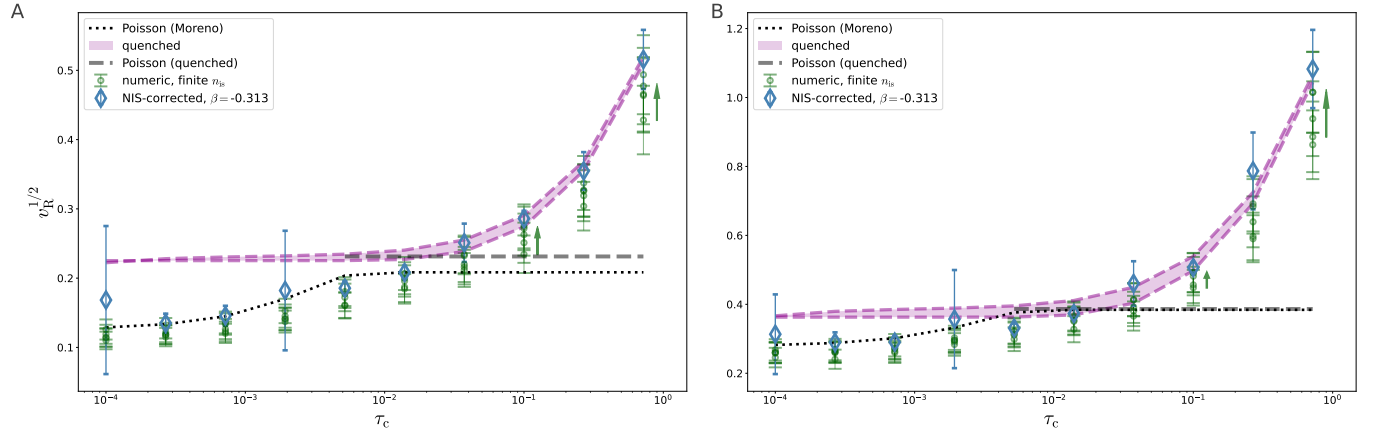 A
Poisson (Moreno)
quenched
Poisson (quenched)
numeric, finite n_is
NIS-corrected, β=-0.313
0.5
0.4
0.3
0.2
0.1
v_R^{1/2}
10^{-4}
10^{-3}
10^{-2}
10^{-1}
10^0
τ_c
B
Poisson (Moreno)
quenched
Poisson (quenched)
numeric, finite n_is
NIS-corrected, β=-0.313
1.2
1.0
0.8
0.6
0.4
0.2
10^{-4}
10^{-3}
10^{-2}
10^{-1}
10^0
τ_c